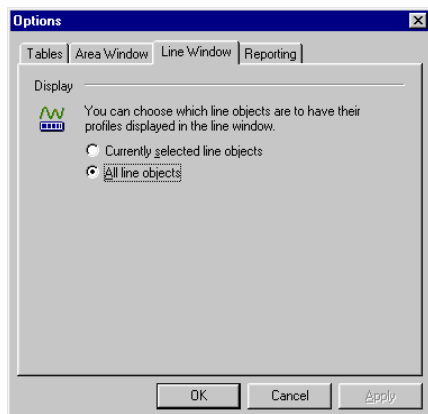 Options
Tables Area Window Line Window Reporting
Display
You can choose which line objects are to have their
profiles displayed in the line window.
Currently selected line objects
All line objects
OK Cancel Apply